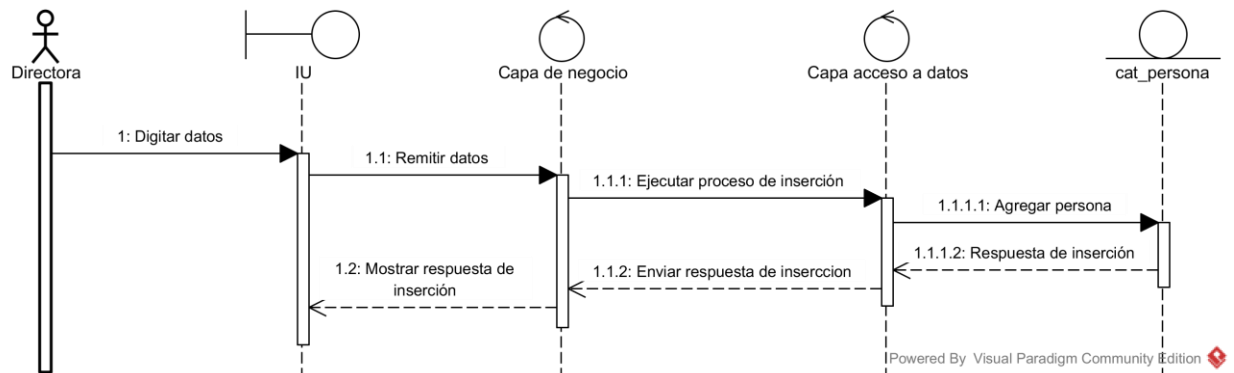 Directora
IU
Capa de negocio
Capa acceso a datos
cat_persona
1: Digitar datos
1.1: Remitir datos
1.1.1: Ejecutar proceso de inserción
1.1.1.1: Agregar persona
1.1.1.2: Respuesta de inserción
1.1.2: Enviar respuesta de inserccion
1.2: Mostrar respuesta de
inserción
Powered By Visual Paradigm Community Edition